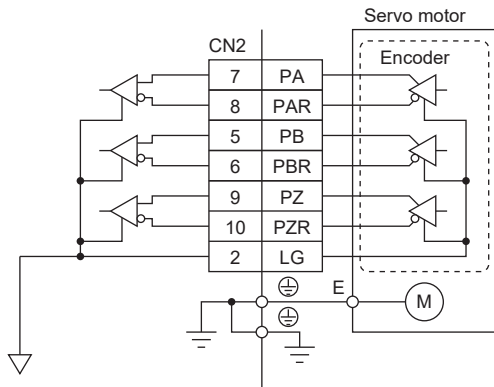 Servo motor
CN2
Encoder
7 PA
8 PAR
5 PB
6 PBR
9 PZ
10 PZR
2 LG
E
M